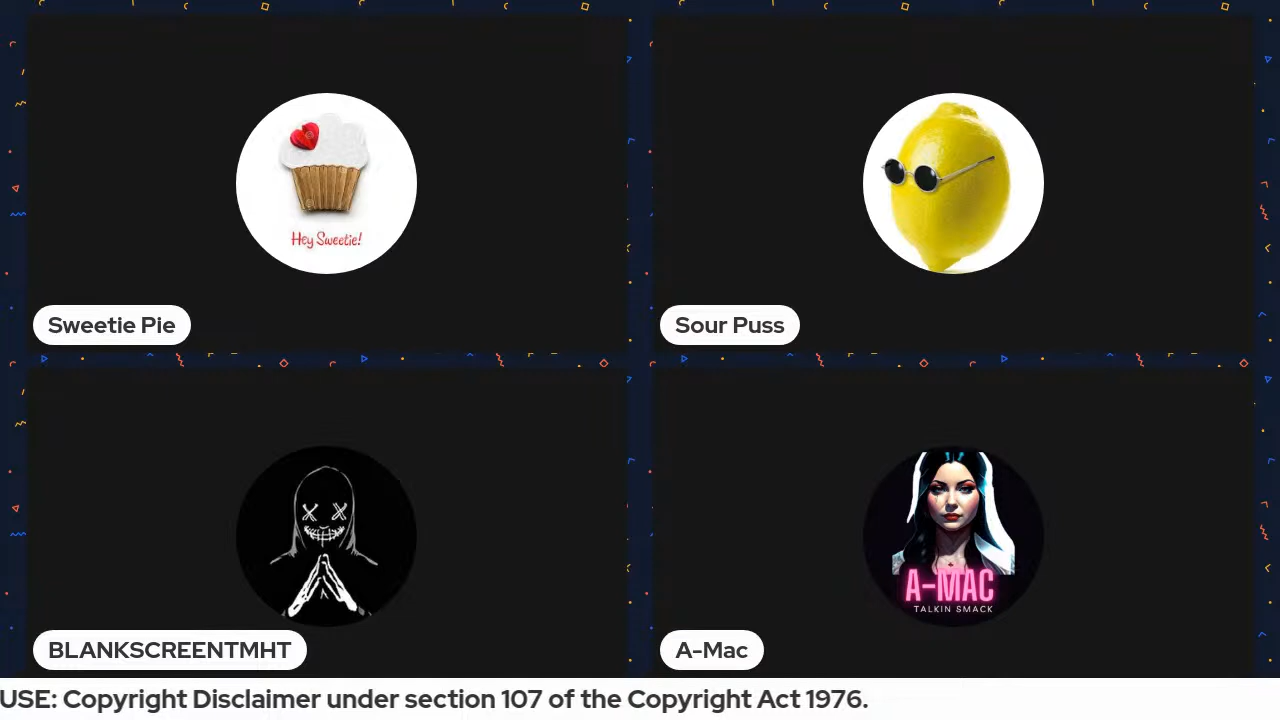 Hey Sweetie!
Sweetie Pie
Sour Puss
A-MAC
TALKIN SMACK
BLANKSCREENTMHT
A-Mac
USE: Copyright Disclaimer under section 107 of the Copyright Act 1976.